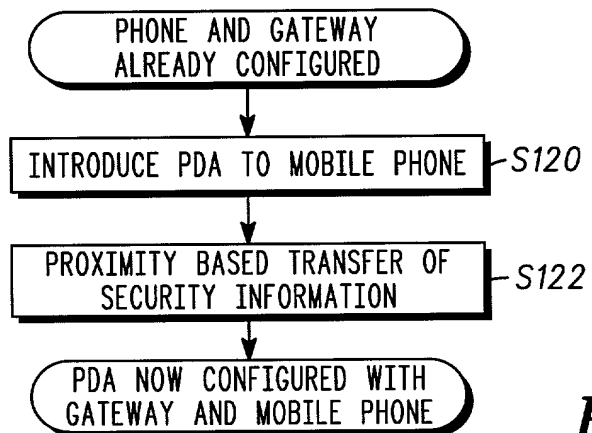 PHONE AND GATEWAY
ALREADY CONFIGURED
INTRODUCE PDA TO MOBILE PHONE
S120
PROXIMITY BASED TRANSFER OF
SECURITY INFORMATION
S122
PDA NOW CONFIGURED WITH
GATEWAY AND MOBILE PHONE